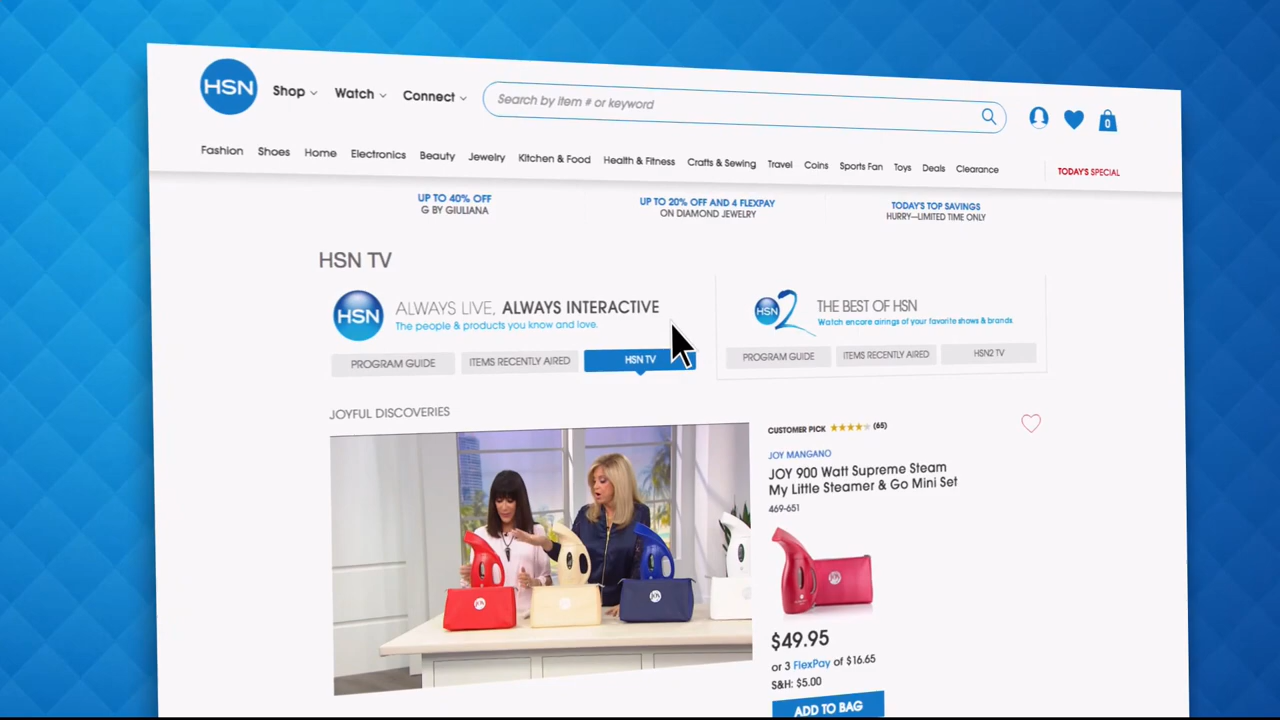 HSN
Shop
Watch
Connect
Search by item # or keyword
0
Fashion
Shoes
Home
Electronics
Beauty
Jewelry
Kitchen & Food
Health & Fitness
Crafts & Sewing
Travel
Coins
Sports Fan
Toys
Deals
Clearance
TODAY'S SPECIAL
UP TO 40% OFF
G BY GIULIANA
UP TO 20% OFF AND 4 FLEXPAY
ON DIAMOND JEWELRY
TODAY'S TOP SAVINGS
HURRY—LIMITED TIME ONLY
HSN TV
HSN
ALWAYS LIVE, ALWAYS INTERACTIVE
The people & products you know and love.
PROGRAM GUIDE
ITEMS RECENTLY AIRED
HSN TV
HSN2
THE BEST OF HSN
Watch encore airings of your favorite shows & brands.
PROGRAM GUIDE
ITEMS RECENTLY AIRED
HSN2 TV
JOYFUL DISCOVERIES
JOY
JOY
CUSTOMER PICK
(65)
JOY MANGANO
JOY 900 Watt Supreme Steam
My Little Steamer & Go Mini Set
469-651
JOY
$49.95
or 3 FlexPay of $16.65
S&H: $5.00
ADD TO BAG